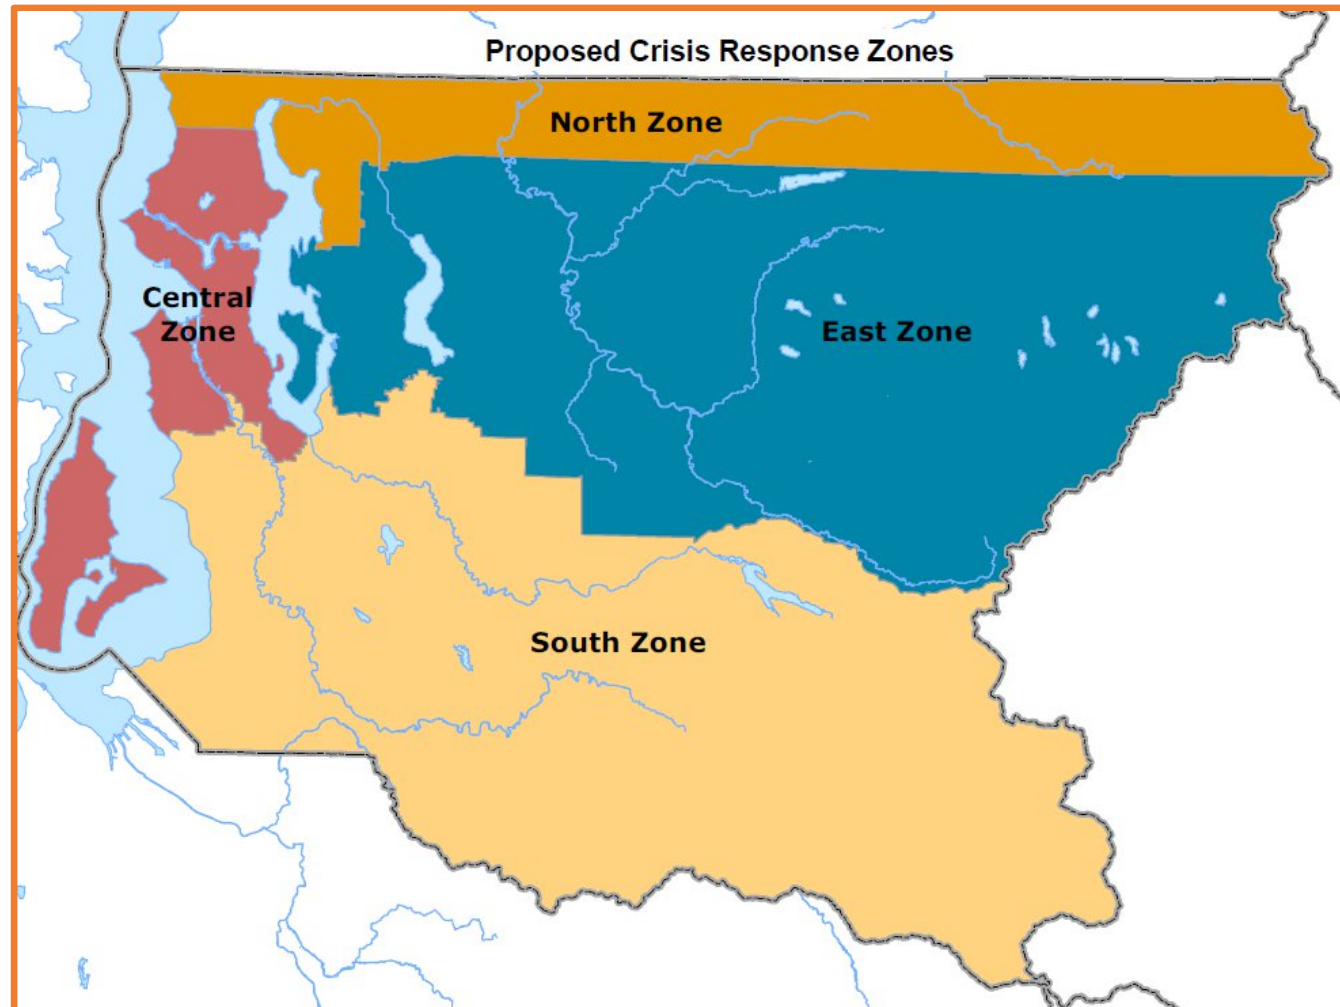 Proposed Crisis Response Zones
North Zone
Central
Zone
East Zone
South Zone